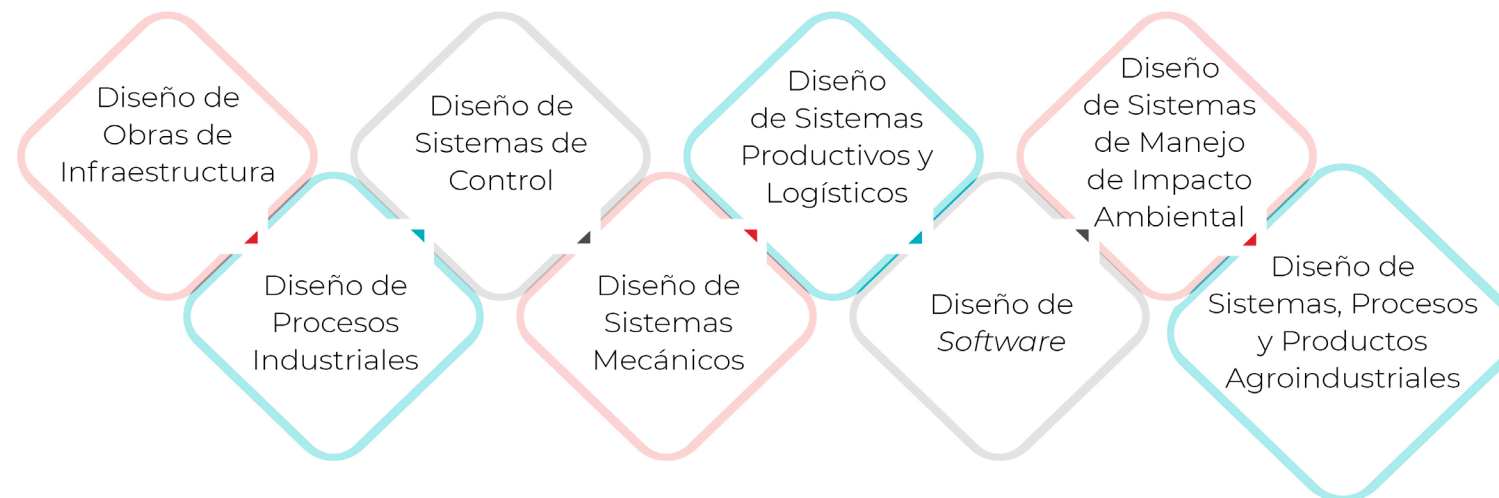 Diseño de
Obras de
Infraestructura
Diseño de
Procesos
Industriales
Diseño de
Sistemas de
Control
Diseño de
Sistemas
Mecánicos
Diseño
de Sistemas
Productivos y
Logísticos
Diseño de
Software
Diseño
de Sistemas
de Manejo
de Impacto
Ambiental
Diseño de
Sistemas, Procesos
y Productos
Agroindustriales